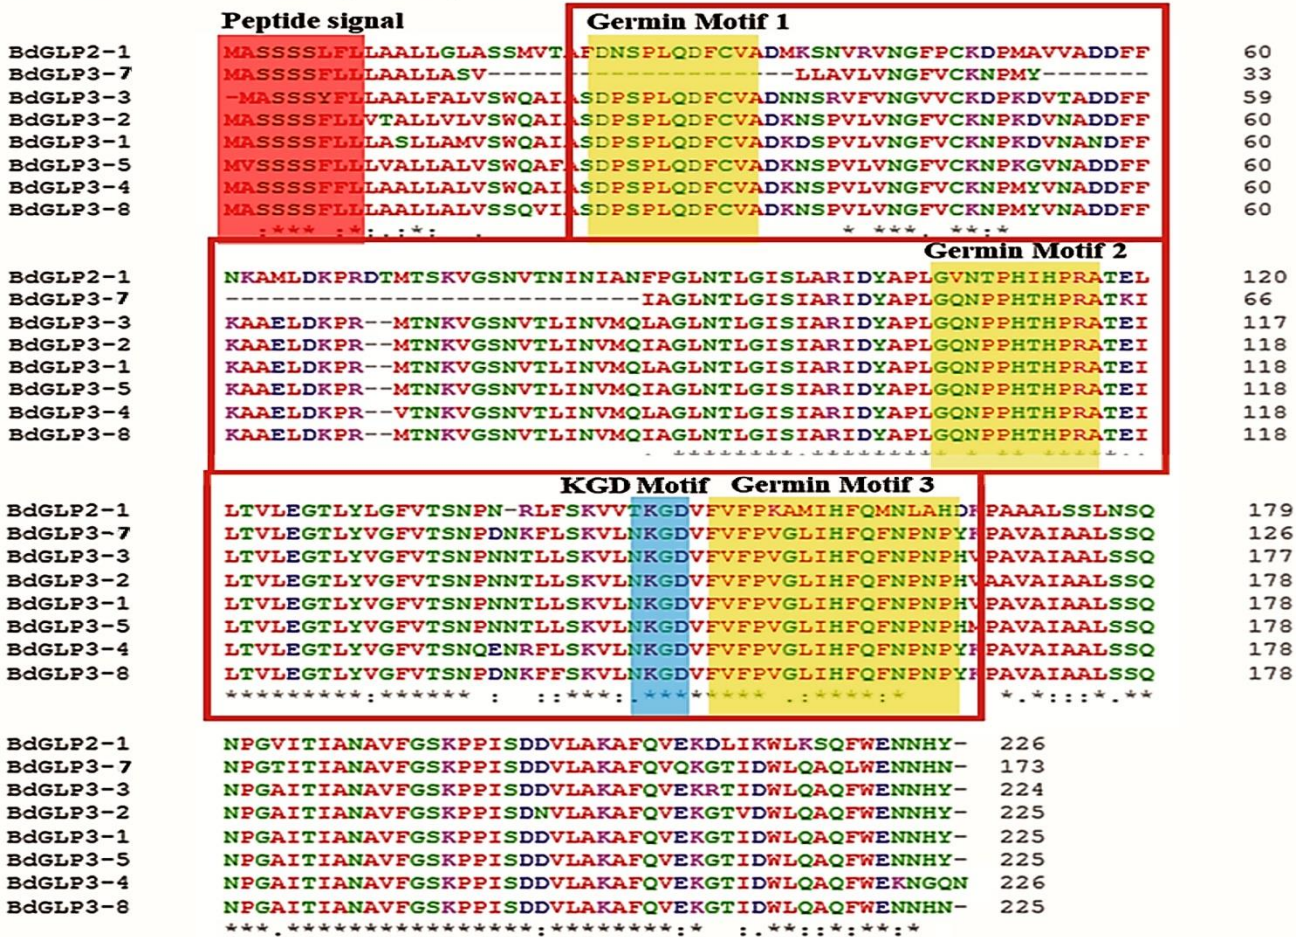 Peptide signal Germin Motif 1
BdGLP2-1 MASSSSLFLLAALLGLASSMVTAFDNSPLQDFCVADMKSNVRVNGFPCKDPMAVVADDFF 60
BdGLP3-7 MASSSSFLLLAALLASV--------------------LLAVLVNGFVCKNPMY------- 33
BdGLP3-3 -MASSSYFLLAALFALVSWQAIASDPSPLQDFCVADNNSRVFVNGVVCKDPKDVTADDFF 59
BdGLP3-2 MASSSSFLLVTALLVLVSWQAIASDPSPLQDFCVADKNSPVLVNGFVCKNPKDVNADDFF 60
BdGLP3-1 MASSSSFLLLASLLAMVSWQAIASDPSPLQDFCVADKDSPVLVNGFVCKNPKDVNANDFF 60
BdGLP3-5 MVSSSSFLLVALLALVSWQAFASDPSPLQDFCVADKNSPVLVNGFVCKNPKGVNADDFF 60
BdGLP3-4 MASSSSFFLLAALLALVSWQAIASDPSPLQDFCVADKNSPVLVNGFVCKNPMYVNADDFF 60
BdGLP3-8 MASSSSFLLLAALLALVSSQVIASDPSPLQDFCVADKNSPVLVNGFVCKNPMYVNADDFF 60
:*** :*:..:*: . * ***. **:*
Germin Motif 2
BdGLP2-1 NKAMLDKPRDTMTSKVGSNVTNINIANFPGLNTLGISLARIDYAPLGVNTPHIHPRATEL 120
BdGLP3-7 ---------------------------IAGLNTLGISIARIDYAPLGQNPPHTHPRATKI 66
BdGLP3-3 KAAELDKPR--MTNKVGSNVTLINVMQLAGLNTLGISIARIDYAPLGQNPPHTHPRATEI 117
BdGLP3-2 KAAELDKPR--MTNKVGSNVTLINVMQIAGLNTLGISIARIDYAPLGQNPPHTHPRATEI 118
BdGLP3-1 KAAELDKPR--MTNKVGSNVTLINVMQIAGLNTLGISIARIDYAPLGQNPPHTHPRATEI 118
BdGLP3-5 KAAELDKPR--MTNKVGSNVTLINVMQIAGLNTLGISIARIDYAPLGQNPPHTHPRATEI 118
BdGLP3-4 KAAELDKPR--VTNKVGSNVTLINVMQLAGLNTLGISIARIDYAPLGQNPPHTHPRATEI 118
BdGLP3-8 KAAELDKPR--MTNKVGSNVTLINVMQIAGLNTLGISIARIDYAPLGQNPPHTHPRATEI 118
KGD Motif Germin Motif 3
BdGLP2-1 LTVLEGTLYLGFVTSNPN-RLFSKVVTKGDVFVFPKAMIHFQMNLAHDKPAAALSSLNSQ 179
BdGLP3-7 LTVLEGTLYVGFVTSNPDNKFLSKVLNKGDVFVFPVGLIHFQFNPNPYKPAVAIAALSSQ 126
BdGLP3-3 LTVLEGTLYVGFVTSNPNNTLLSKVLNKGDVFVFPVGLIHFQFNPNPHVPAVAIAALSSQ 177
BdGLP3-2 LTVLEGTLYVGFVTSNPNNTLLSKVLNKGDVFVFPVGLIHFQFNPNPHVAAVAIAALSSQ 178
BdGLP3-1 LTVLEGTLYVGFVTSNPNNTLLSKVLNKGDVFVFPVGLIHFQFNPNPHVPAVAIAALSSQ 178
BdGLP3-5 LTVLEGTLYVGFVTSNPNNTLLSKVLNKGDVFVFPVGLIHFQFNPNPHMPAVAIAALSSQ 178
BdGLP3-4 LTVLEGTLYVGFVTSNQENRFLSKVLNKGDVFVFPVGLIHFQFNPNPYKPAVAIAALSSQ 178
BdGLP3-8 LTVLEGTLYVGFVTSNPDNKFFSKVLNKGDVFVFPVGLIHFQFNPNPYKPAVAIAALSSQ 178
*********:****** : ::***:.********* .:****:* *.*:::*.**
BdGLP2-1 NPGVITIANAVFGSKPPISDDVLAKAFQVEKDLIKWLKSQFWENNHY- 226
BdGLP3-7 NPGTITIANAVFGSKPPISDDVLAKAFQVQKGTIDWLQAQLWENNHN- 173
BdGLP3-3 NPGAITIANAVFGSKPPISDDVLAKAFQVEKRTIDWLQAQFWENNHY- 224
BdGLP3-2 NPGAITIANAVFGSKPPISDNVLAKAFQVEKGTVDWLQAQFWENNHY- 225
BdGLP3-1 NPGAITIANAVFGSKPPISDDVLAKAFQVEKGTIDWLQAQFWENNHY- 225
BdGLP3-5 NPGAITIANAVFGSKPPISDDVLAKAFQVEKGTIDWLQAQFWENNHY- 225
BdGLP3-4 NPGAITIANAVFGSKPPISDDVLAKAFQVEKGTIDWLQAQFWEKNGQN 226
BdGLP3-8 NPGAITIANAVFGSKPPISDDVLAKAFQVEKGTIDWLQAQFWENNHN- 225
***.****************:********:* :.**::*:**:*